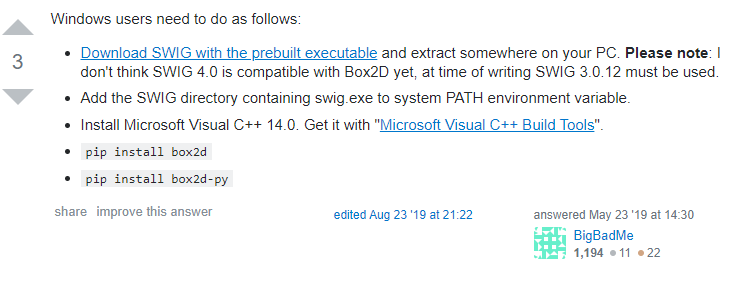 Windows users need to do as follows:
3
Download SWIG with the prebuilt executable and extract somewhere on your PC. Please note: I
don't think SWIG 4.0 is compatible with Box2D yet, at time of writing SWIG 3.0.12 must be used.
Add the SWIG directory containing swig.exe to system PATH environment variable.
Install Microsoft Visual C++ 14.0. Get it with "Microsoft Visual C++ Build Tools".
pip install box2d
pip install box2d-py
share improve this answer
edited Aug 23 '19 at 21:22
answered May 23 '19 at 14:30
BigBadMe
1,194 11 22